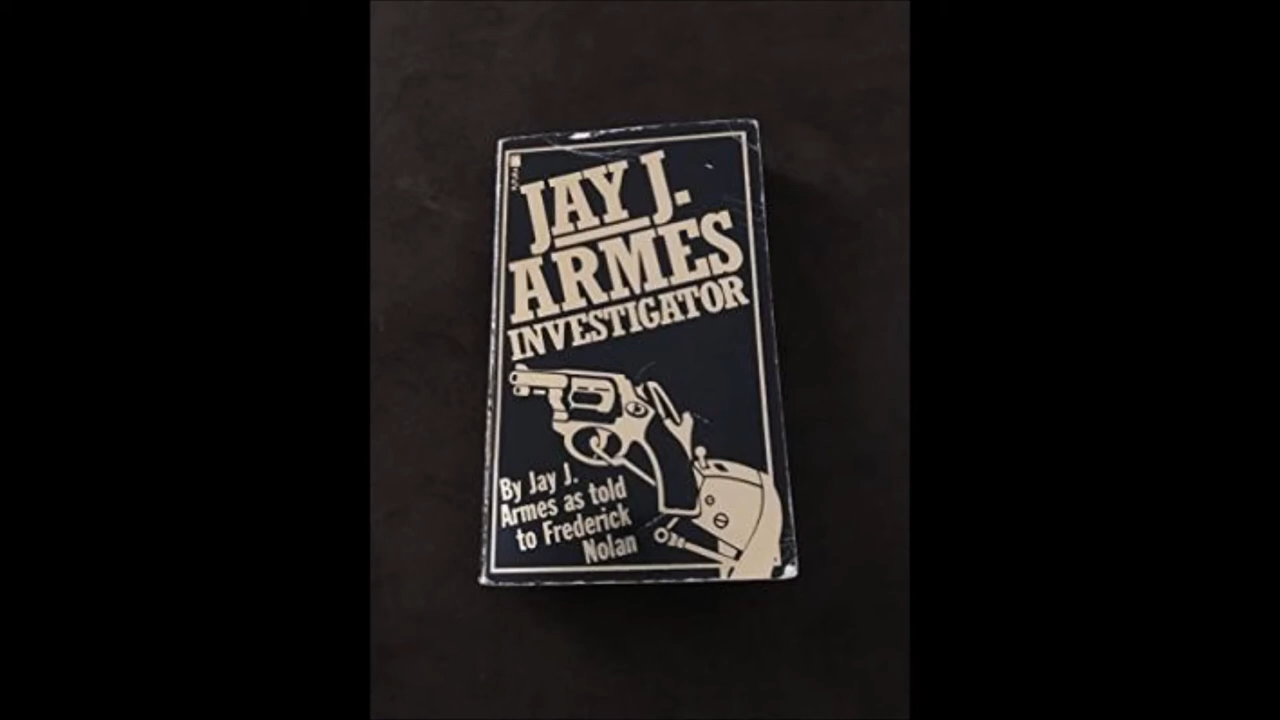 JAY J.
ARMES
INVESTIGATOR
By Jay J.
Armes as told
to Frederick
Nolan